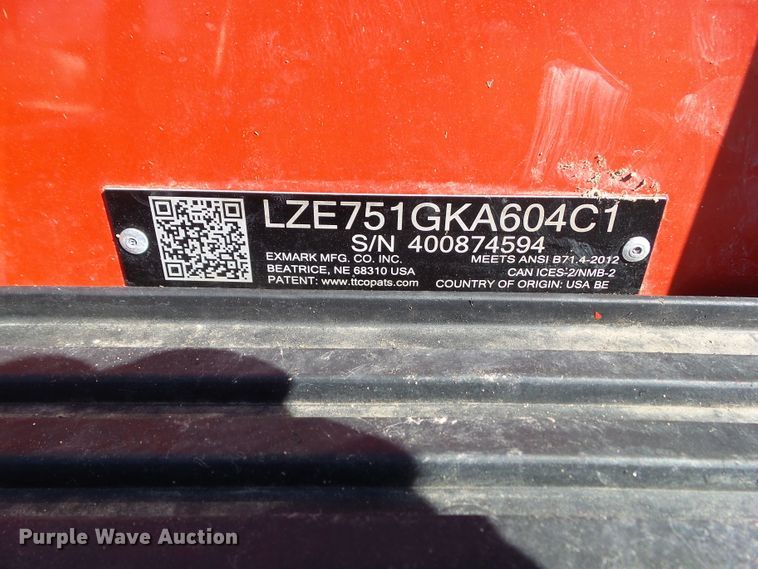 LZE751GKA604C1
S/N 400874594
EXMARK MFG. CO. INC. MEETS ANSI B71.4-2012
BEATRICE, NE 68310 USA CAN ICES-2/NMB-2
PATENT: www.ttcopats.com COUNTRY OF ORIGIN: USA BE
Purple Wave Auction